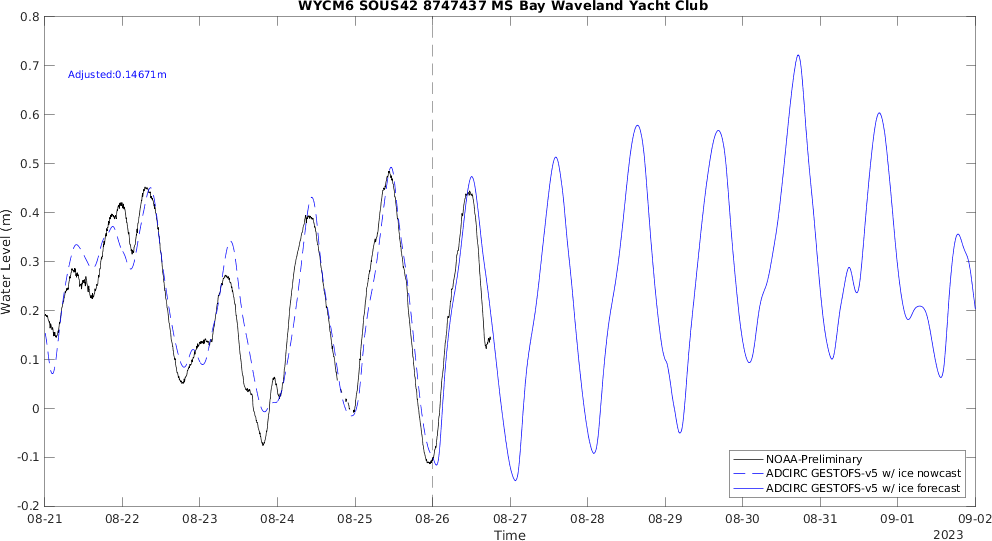 WYCM6 SOUS42 8747437 MS Bay Waveland Yacht Club
0.8
0.7
Adjusted:0.14671m
0.6
0.5
0.4
0.3
0.2
0.1
0
-0.1
-0.2
Water Level (m)
NOAA-Preliminary
ADCIRC GESTOFS-v5 w/ ice nowcast
ADCIRC GESTOFS-v5 w/ ice forecast
08-21 08-22 08-23 08-24 08-25 08-26 08-27 08-28 08-29 08-30 08-31 09-01 09-02
Time
2023